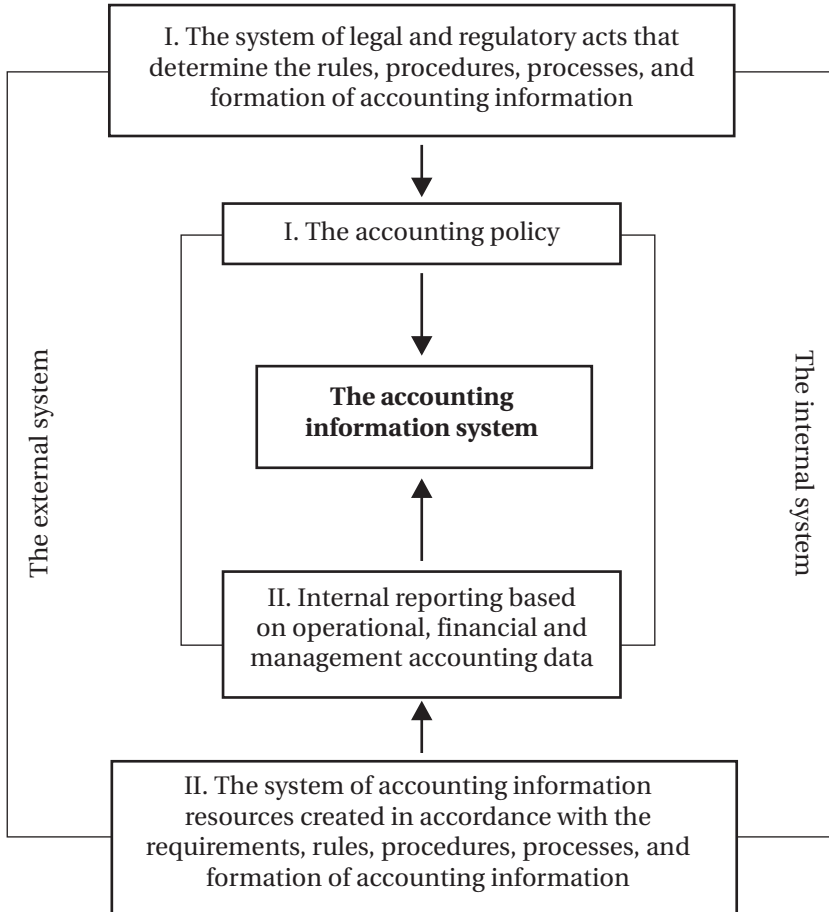 I. The system of legal and regulatory acts that
determine the rules, procedures, processes, and
formation of accounting information
I. The accounting policy
The external system
The accounting
information system
The internal system
II. Internal reporting based
on operational, financial and
management accounting data
II. The system of accounting information
resources created in accordance with the
requirements, rules, procedures, processes, and
formation of accounting information